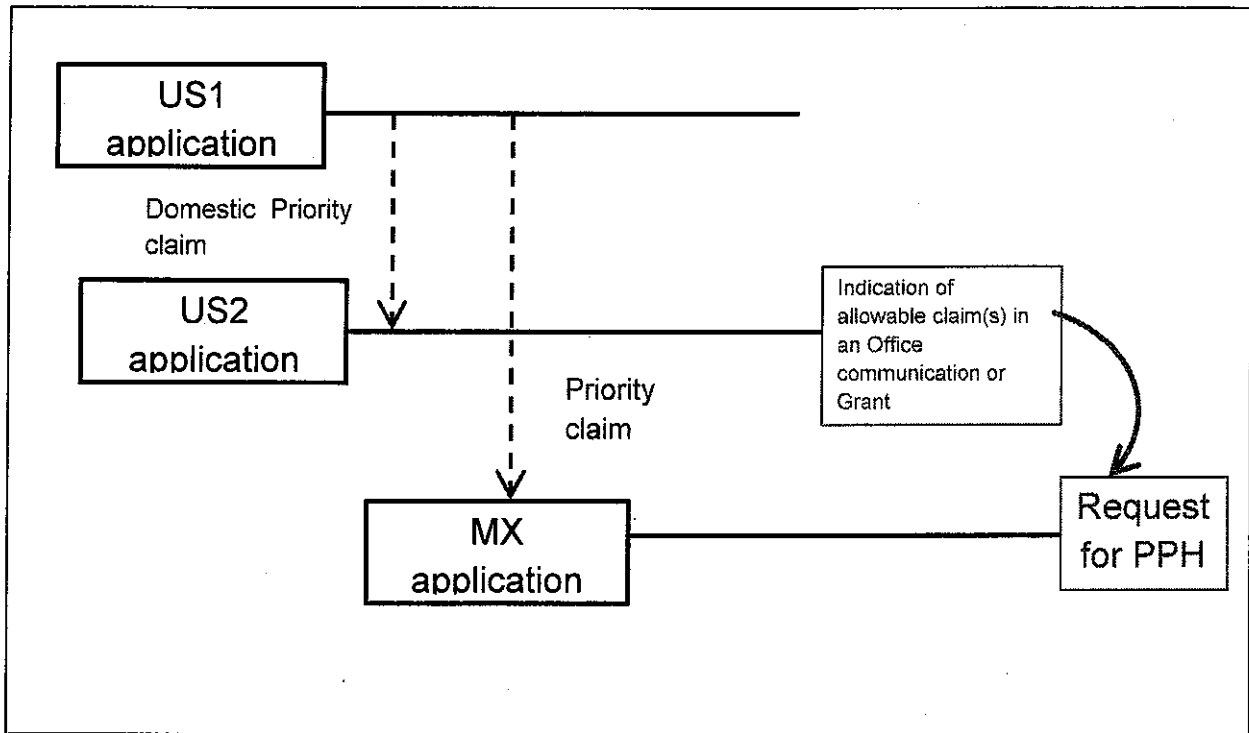 US1
application
Domestic Priority
claim
US2
application
Indication of
allowable claim(s) in
an Office
communication or
Grant
Priority
claim
MX
application
Request
for PPH